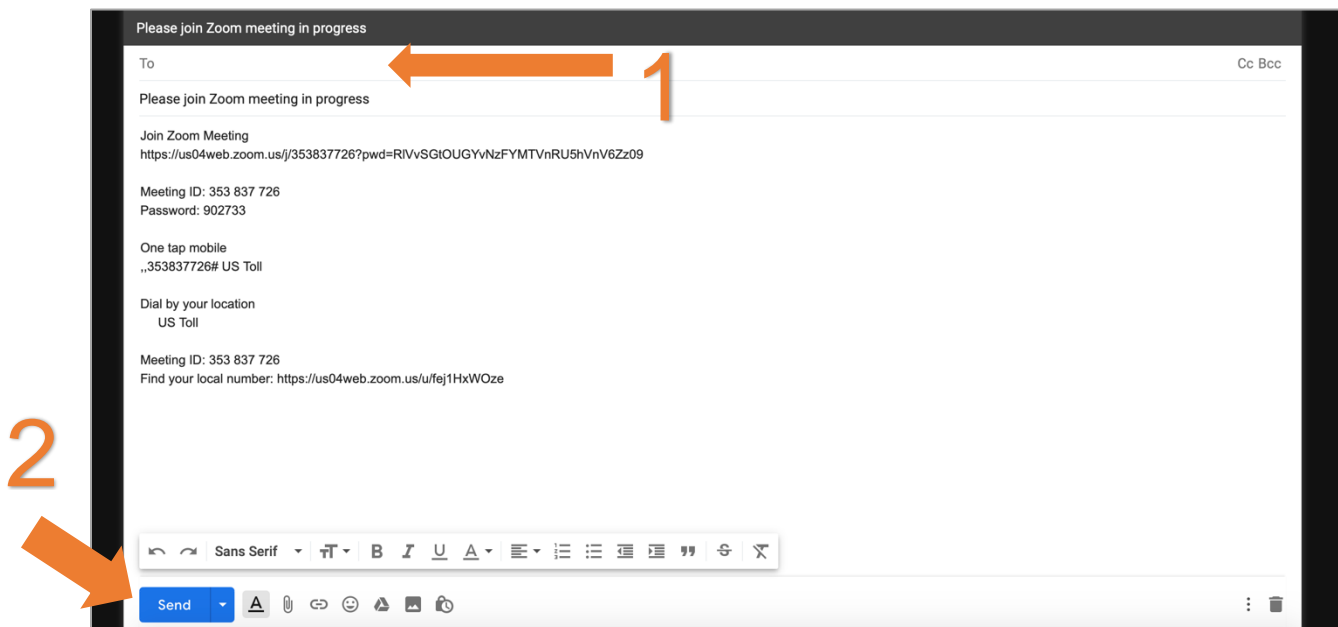 Please join Zoom meeting in progress
To
Cc Bcc
1
Please join Zoom meeting in progress
Join Zoom Meeting
https://us04web.zoom.us/j/353837726?pwd=RlVvSGtOUGYvNzFYMTVnRU5hVnV6Zz09
Meeting ID: 353 837 726
Password: 902733
One tap mobile
,,353837726# US Toll
Dial by your location
US Toll
Meeting ID: 353 837 726
Find your local number: https://us04web.zoom.us/u/fej1HxWOze
2
Sans Serif
Send